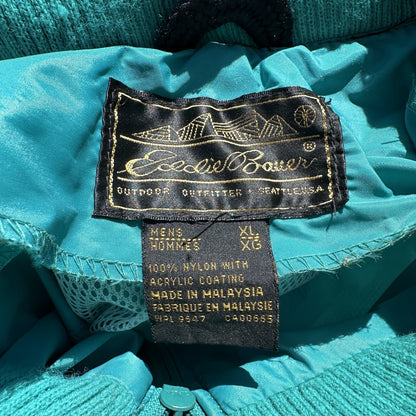 Eddie Bauer ®
OUTDOOR OUTFITTER • SEATTLE, U.S.A.
MENS XL
HOMMES XG
100% NYLON WITH
ACRYLIC COATING
MADE IN MALAYSIA
FABRIQUE EN MALAYSIE
CA00563